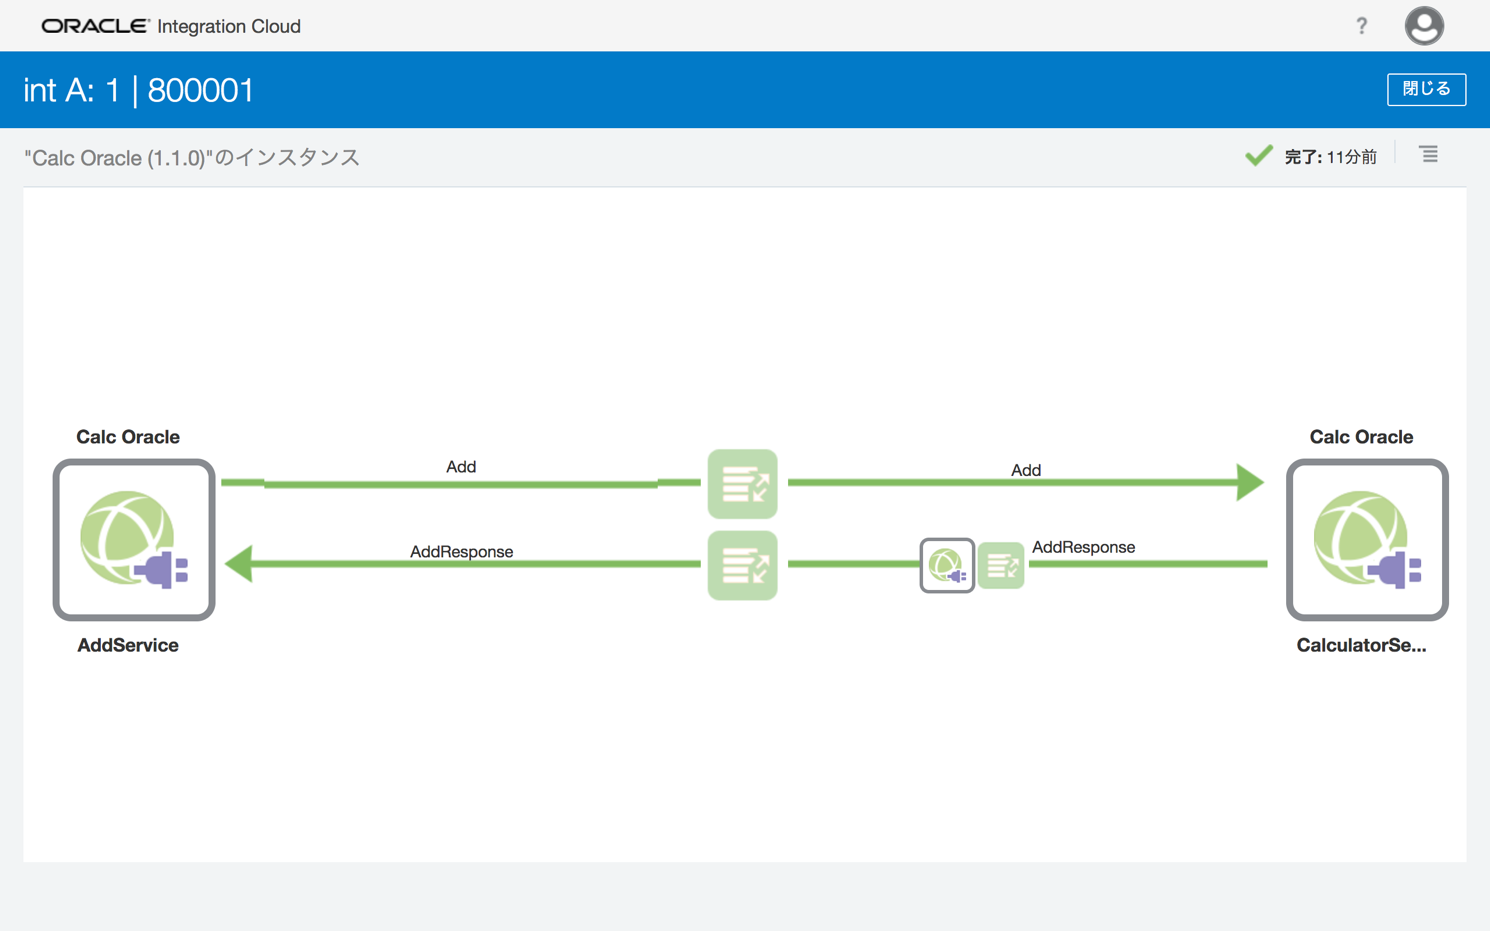 ORACLE Integration Cloud
?
int A: 1 | 800001
閉じる
"Calc Oracle (1.1.0)"のインスタンス
完了: 11分前
Calc Oracle
Calc Oracle
Add
Add
AddResponse
AddResponse
AddService
CalculatorSe...